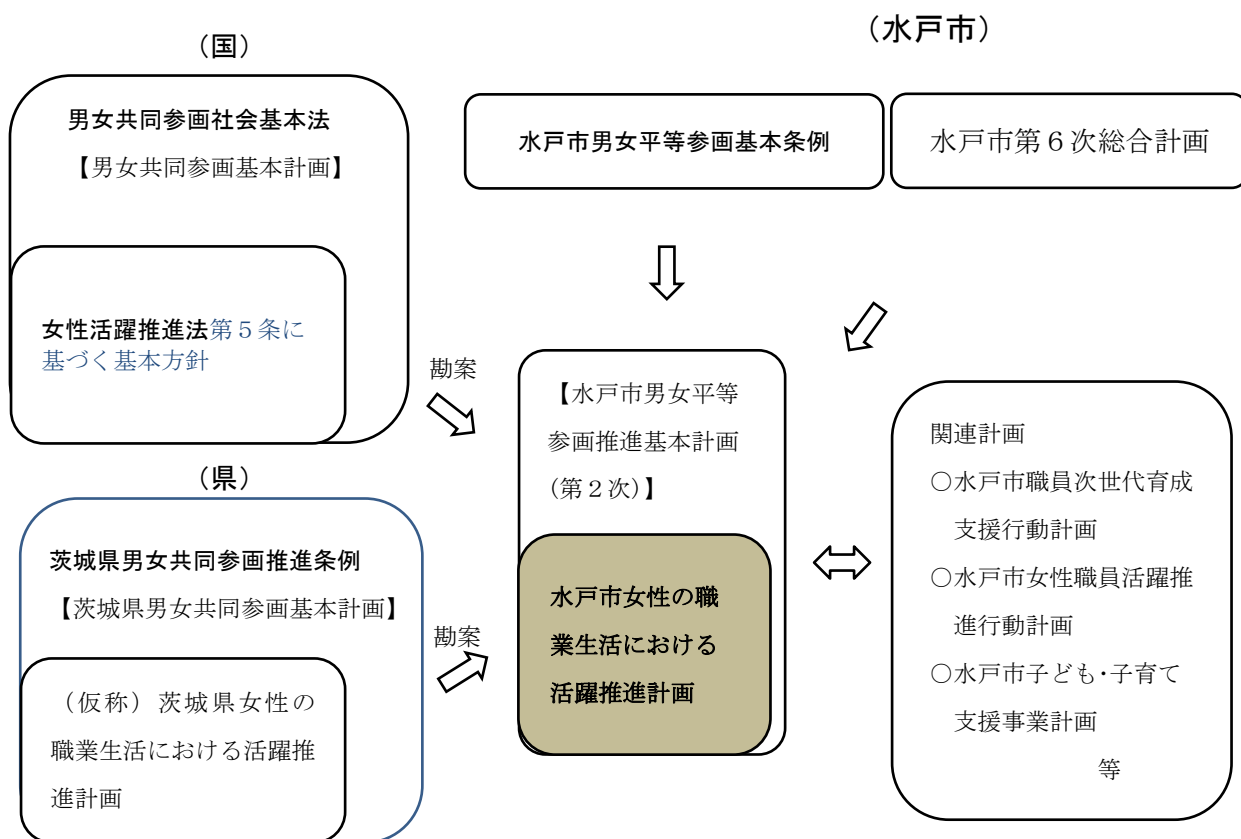 （国）
男女共同参画社会基本法
【男女共同参画基本計画】
女性活躍推進法第５条に
基づく基本方針
勘案
（県）
茨城県男女共同参画推進条例
【茨城県男女共同参画基本計画】
（仮称）茨城県女性の
職業生活における活躍推
進計画
勘案
（水戸市）
水戸市男女平等参画基本条例
水戸市第６次総合計画
【水戸市男女平等
参画推進基本計画
（第２次）】
水戸市女性の職
業生活における
活躍推進計画
関連計画
○水戸市職員次世代育成
支援行動計画
○水戸市女性職員活躍推
進行動計画
○水戸市子ども・子育て
支援事業計画
等